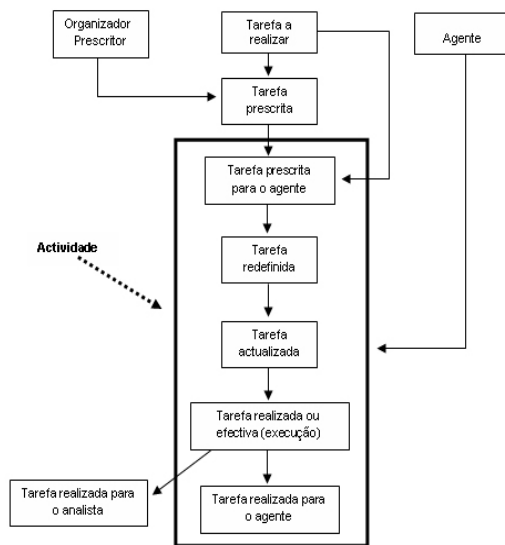 Organizador
Prescritor
Tarefa a
realizar
Agente
Tarefa
prescrita
Tarefa prescrita
para o agente
Actividade
Tarefa
redefinida
Tarefa
actualizada
Tarefa realizada ou
efectiva (execução)
Tarefa realizada para
o analista
Tarefa realizada para
o agente